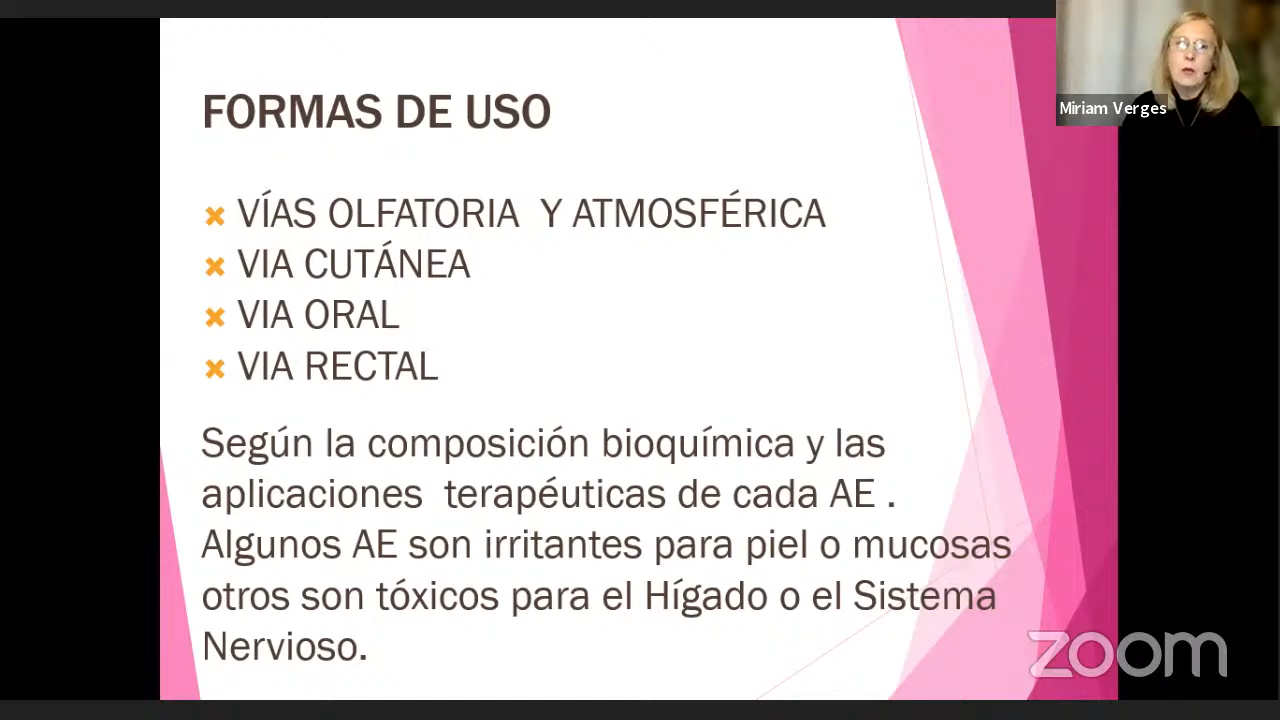 Miriam Verges
FORMAS DE USO
VÍAS OLFATORIA Y ATMOSFÉRICA
VIA CUTÁNEA
VIA ORAL
VIA RECTAL
Según la composición bioquímica y las
aplicaciones terapéuticas de cada AE .
Algunos AE son irritantes para piel o mucosas
otros son tóxicos para el Hígado o el Sistema
Nervioso.
zoom